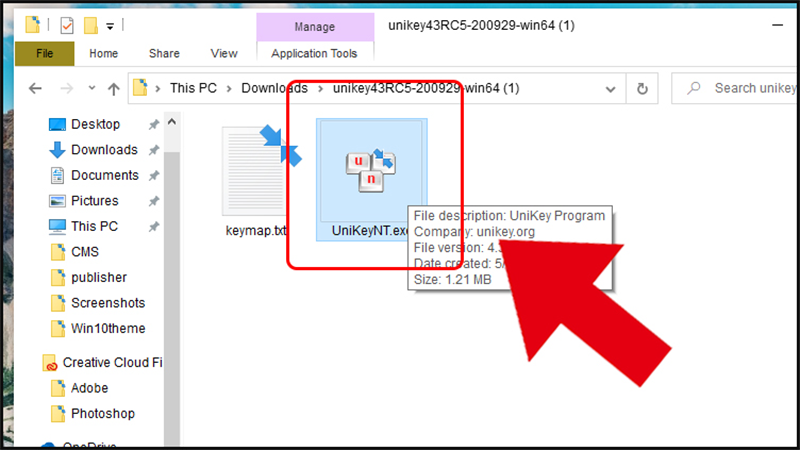 Manage
unikey43RC5-200929-win64 (1)
File
Home
Share
View
Application Tools
This PC
Downloads
unikey43RC5-200929-win64 (1)
Search unikey
Desktop
Downloads
Documents
Pictures
This PC
CMS
publisher
Screenshots
Win10theme
Creative Cloud Fi
Adobe
Photoshop
OneDrive
u
n
keymap.txt
UniKeyNT.exe
File description: UniKey Program
Company: unikey.org
File version: 4.3
Date created: 5/
Size: 1.21 MB